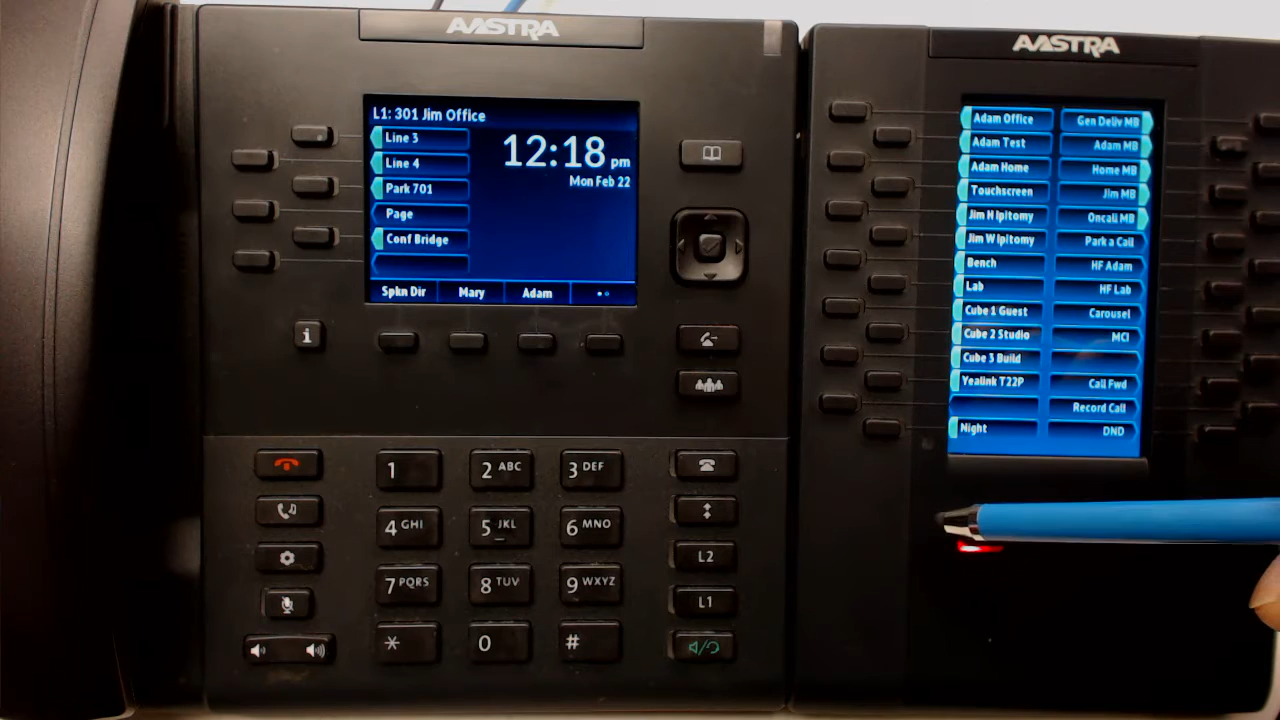 AASTRA
L1: 301 Jim Office
Line 3
Line 4
Park 701
Page
Conf Bridge
12:18 pm
Mon Feb 22
Spkn Dir Mary Adam
i
1 2 ABC 3 DEF
4 GHI 5 JKL 6 MNO
7 PQRS 8 TUV 9 WXYZ
* 0 #
L2
L1
AASTRA
Adam Office Gen Deliv MB
Adam Test Adam MB
Adam Home Home MB
Touchscreen Jim MB
Jim H Ipitomy Oncall MB
Jim W Ipitomy Park a Call
Bench HF Adam
Lab HF Lab
Cube 1 Guest Carousel
Cube 2 Studio MCI
Cube 3 Build
Yealink T22P Call Fwd
Record Call
Night DND